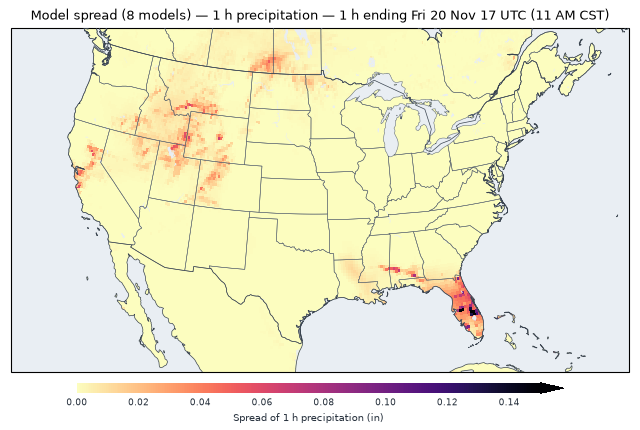 Model spread (8 models) — 1 h precipitation — 1 h ending Fri 20 Nov 17 UTC (11 AM CST)
0.00 0.02 0.04 0.06 0.08 0.10 0.12 0.14
Spread of 1 h precipitation (in)